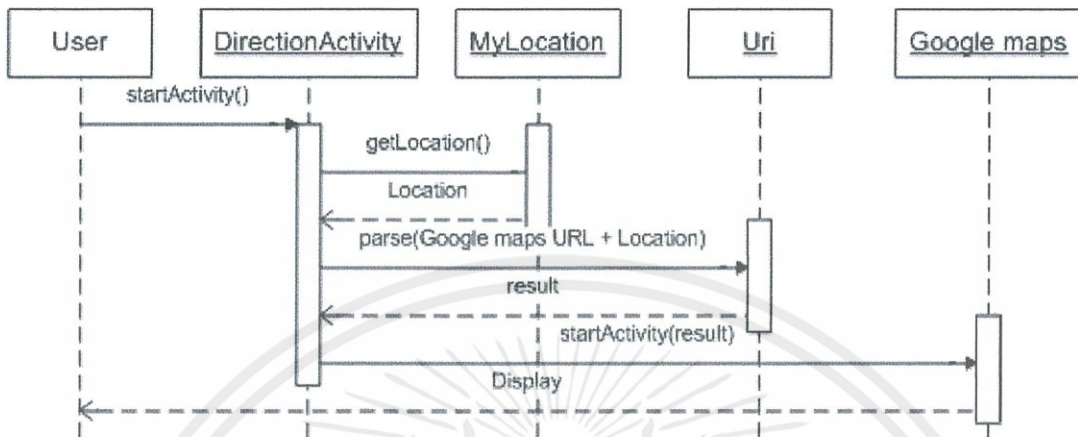 User
DirectionActivity
MyLocation
Uri
Google maps
startActivity()
getLocation()
Location
parse(Google maps URL + Location)
result
startActivity(result)
Display